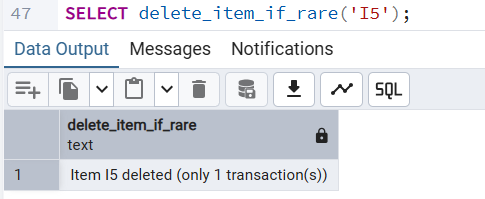 47 SELECT delete_item_if_rare('I5');
Data Output Messages Notifications
SQL
delete_item_if_rare
text
1 Item I5 deleted (only 1 transaction(s))